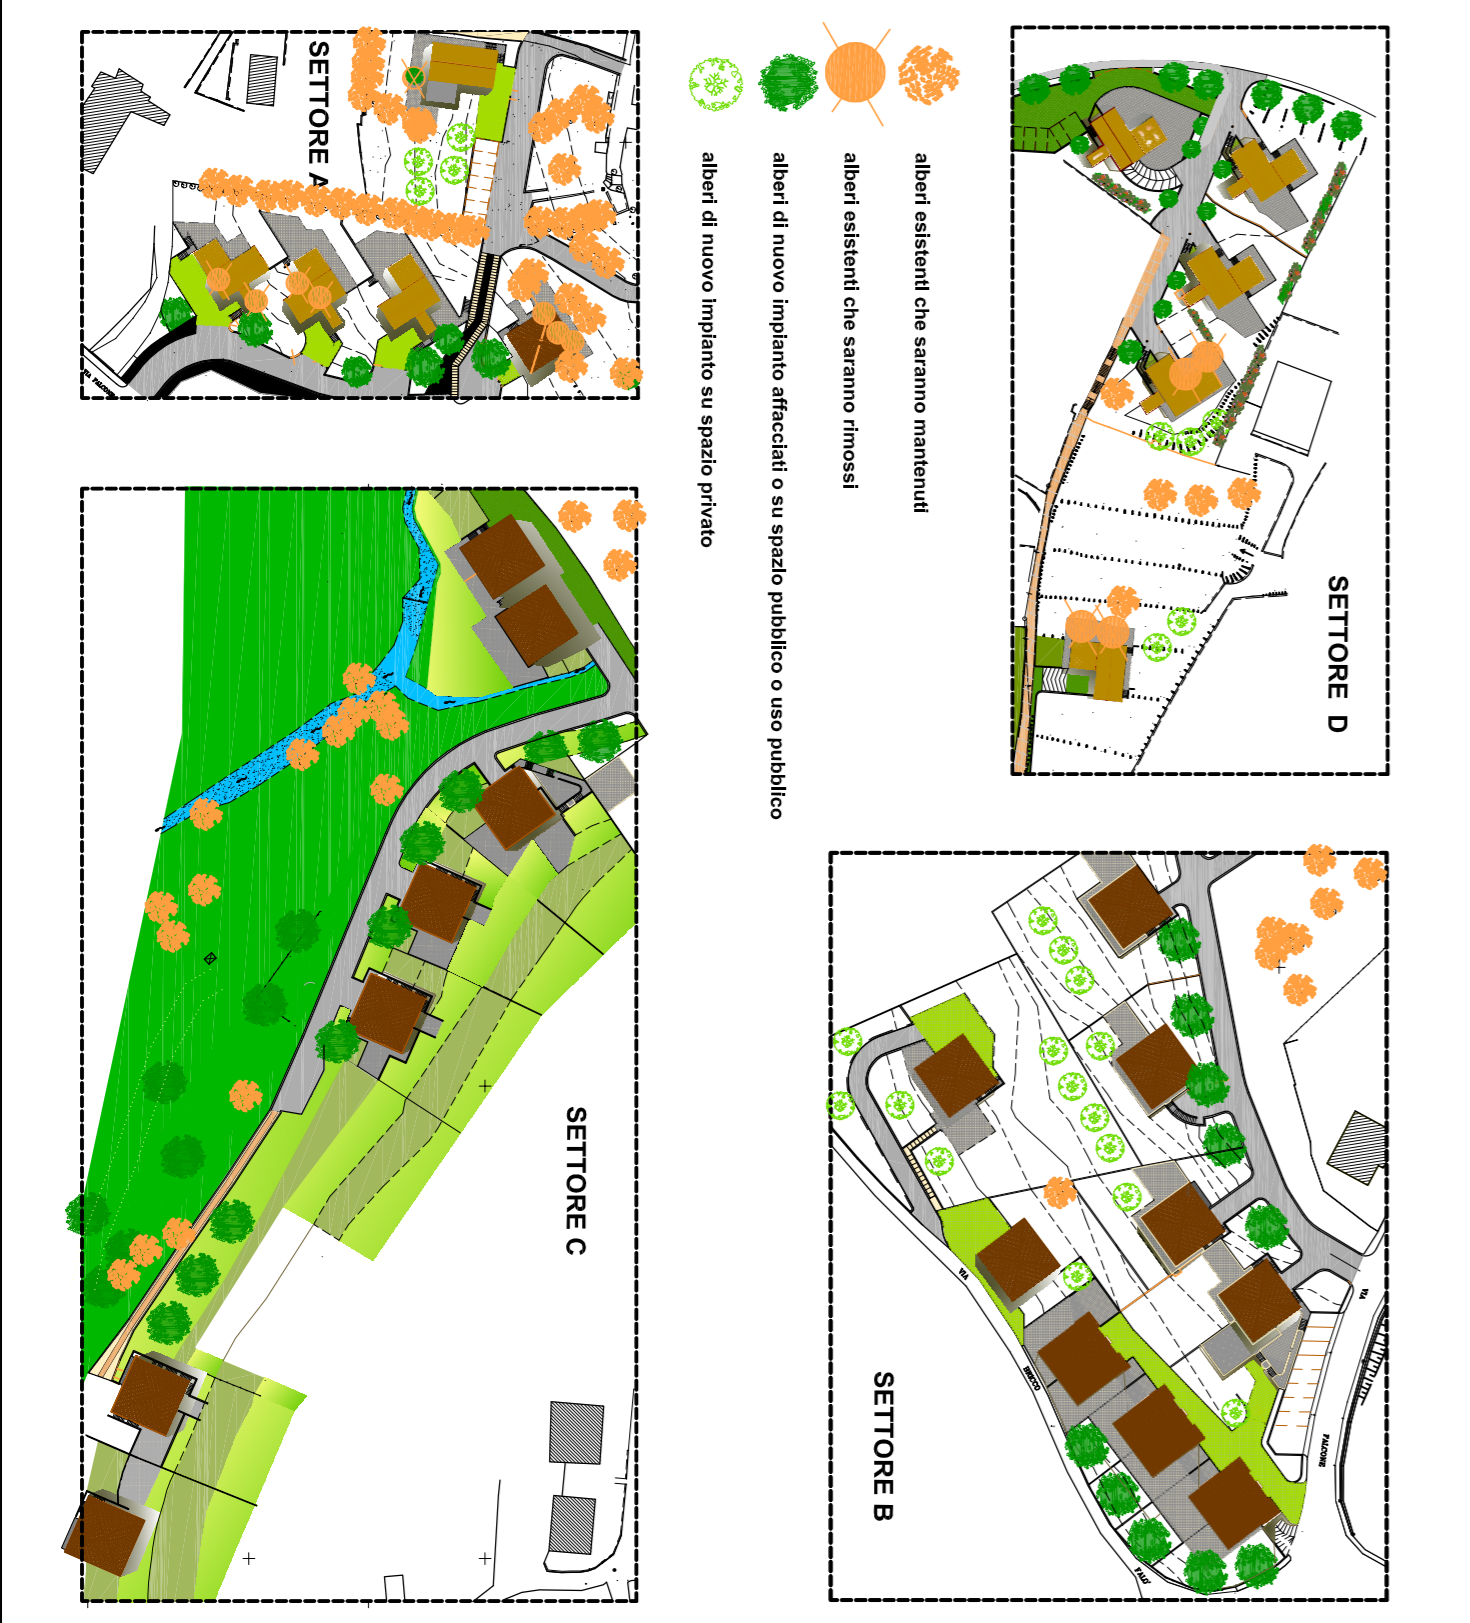 SETTORE A
alberi esistenti che saranno mantenuti
alberi esistenti che saranno rimossi
alberi di nuovo impianto affacciati o su spazio pubblico o uso pubblico
alberi di nuovo impianto su spazio privato
SETTORE D
SETTORE C
SETTORE B
VIA
BRICCO
FALO'
VIA
FALCONE
VIA FALCONE